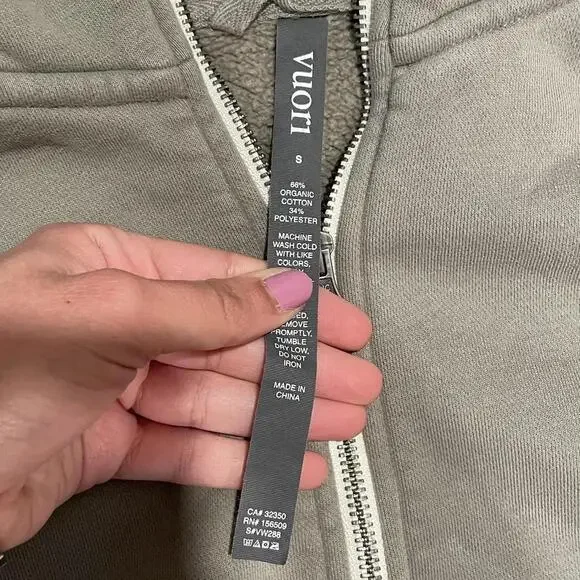 vuori
S
66%
ORGANIC
COTTON
34%
POLYESTER
MACHINE
WASH COLD
WITH LIKE
COLORS,
REMOVE
PROMPTLY,
TUMBLE
DRY LOW,
DO NOT
IRON
MADE IN
CHINA
CA# 32350
RN# 156509
S#VW288